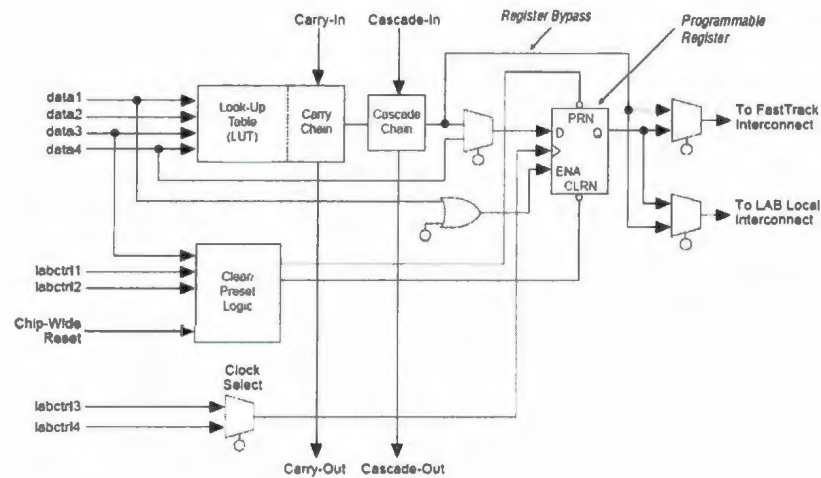 Carry-In
Cascade-In
Register Bypass
Programmable
Register
data1
data2
data3
data4
Look-Up
Table
(LUT)
Carry
Chain
Cascade
Chain
PRN
D
Q
ENA
CLRN
To FastTrack
Interconnect
To LAB Local
Interconnect
labctrl1
labctrl2
Clear/
Preset
Logic
Chip-Wide
Reset
Clock
Select
labctrl3
labctrl4
Carry-Out
Cascade-Out